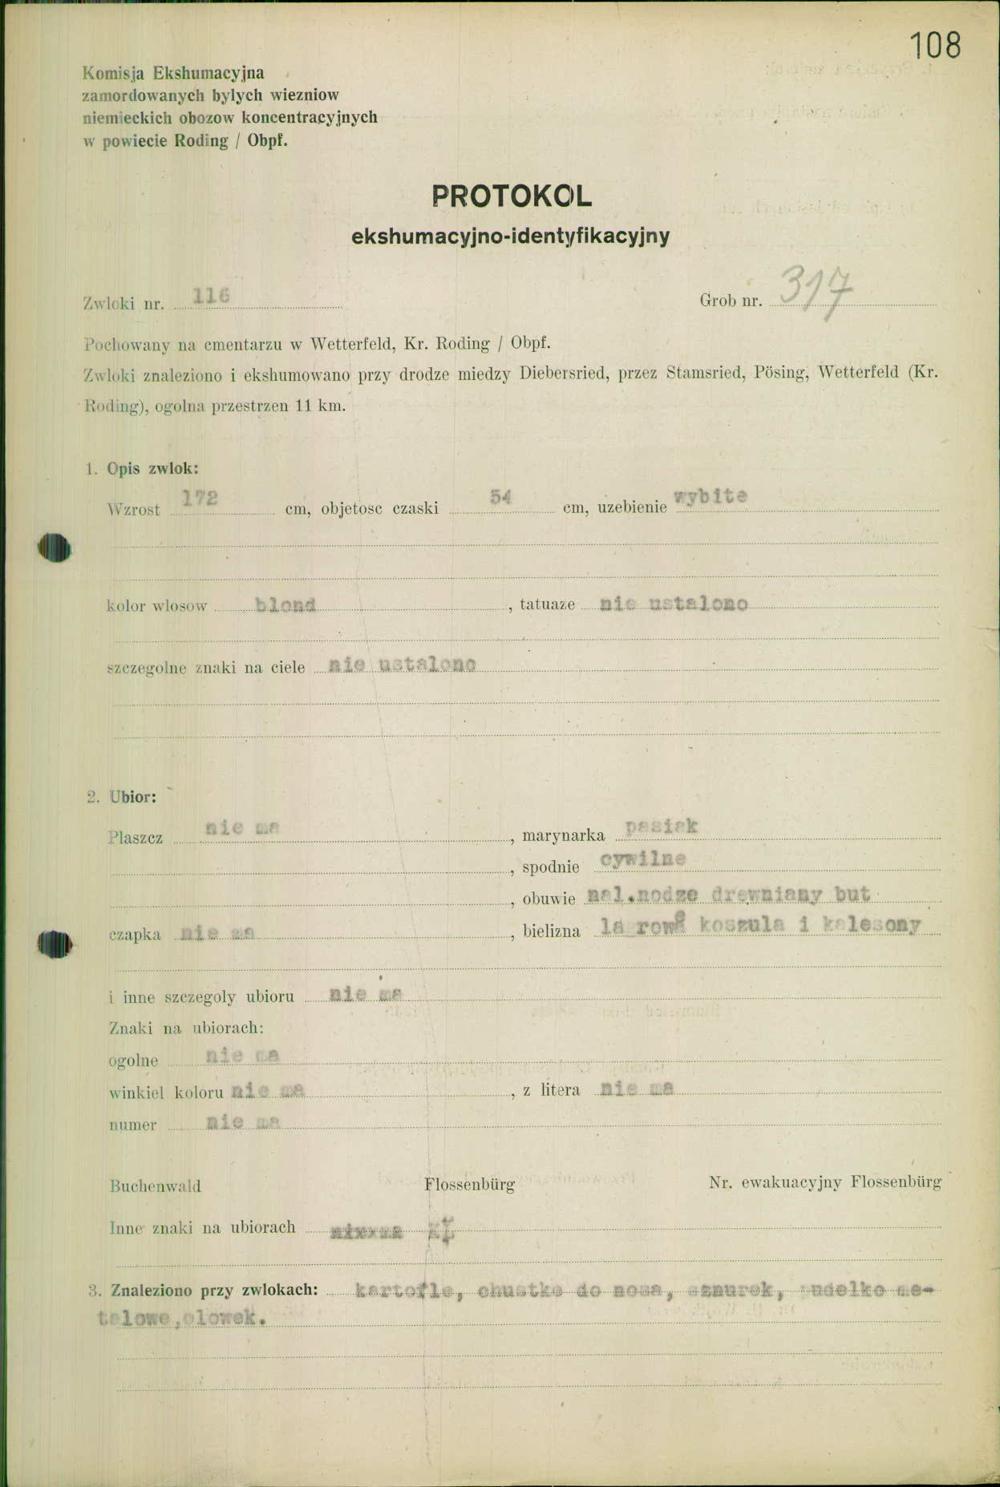 108
Komisja Ekshumacyjna
zamordowanych bylych wiezniow
niemieckich obozow koncentracyjnych
w powiecie Roding / Obpf.
PROTOKOL
ekshumacyjno-identyfikacyjny
Zwloki nr. 116 Grob nr. 317
Pochowany na cmentarzu w Wetterfeld, Kr. Roding / Obpf.
Zwloki znaleziono i ekshumowano przy drodze miedzy Diebersried, przez Stamsried, Pösing, Wetterfeld (Kr.
Roding), ogolna przestrzen 11 km.
1. Opis zwlok:
Wzrost 172 cm, objetosc czaski 54 cm, uzebienie wybite
kolor wlosow blond , tatuaze nie ustalono
szczegolne znaki na ciele nie ustalono
2. Ubior:
Plaszcz nie ma , marynarka pasiak
, spodnie cywilne
, obuwie na l.nodze drewniany but
czapka nie ma , bielizna koszula i kalesony
i inne szczegoly ubioru nie ma
Znaki na ubiorach:
ogolne nie ma
winkiel koloru nie ma , z litera nie ma
numer nie ma
Buchenwald Flossenbürg Nr. ewakuacyjny Flossenbürg
Inne znaki na ubiorach
3. Znaleziono przy zwlokach: kartofle, chustke do nosa, sznurek, pudelko me-
talowe, olowek.